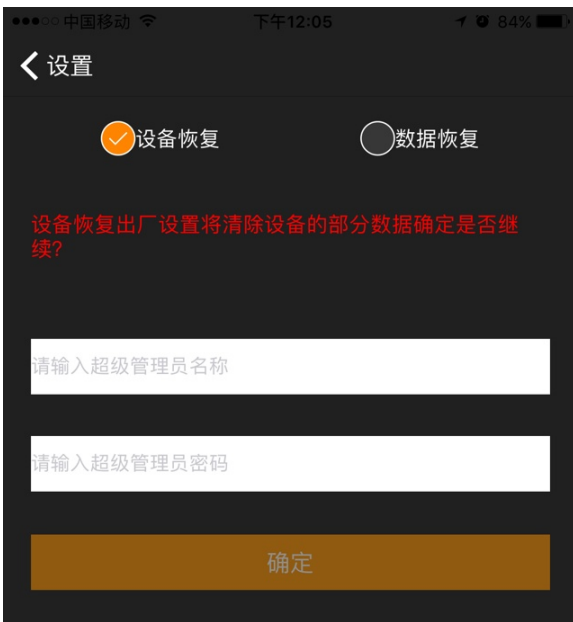 中国移动 下午12:05 84%
设置
设备恢复 数据恢复
设备恢复出厂设置将清除设备的部分数据确定是否继
续?
请输入超级管理员名称
请输入超级管理员密码
确定